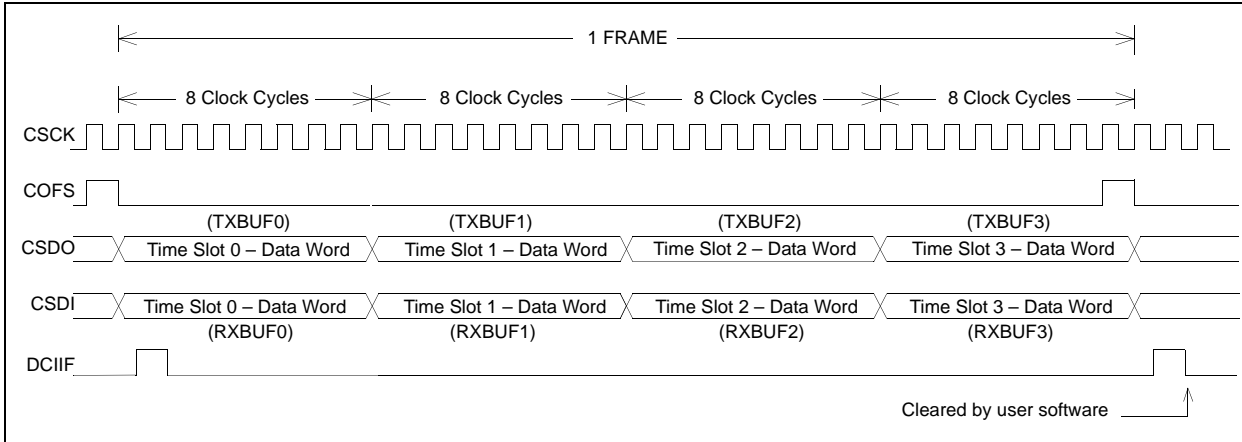 1 FRAME
8 Clock Cycles 8 Clock Cycles 8 Clock Cycles 8 Clock Cycles
CSCK
COFS
(TXBUF0) (TXBUF1) (TXBUF2) (TXBUF3)
CSDO Time Slot 0 – Data Word Time Slot 1 – Data Word Time Slot 2 – Data Word Time Slot 3 – Data Word
CSDI Time Slot 0 – Data Word Time Slot 1 – Data Word Time Slot 2 – Data Word Time Slot 3 – Data Word
(RXBUF0) (RXBUF1) (RXBUF2) (RXBUF3)
DCIIF
Cleared by user software